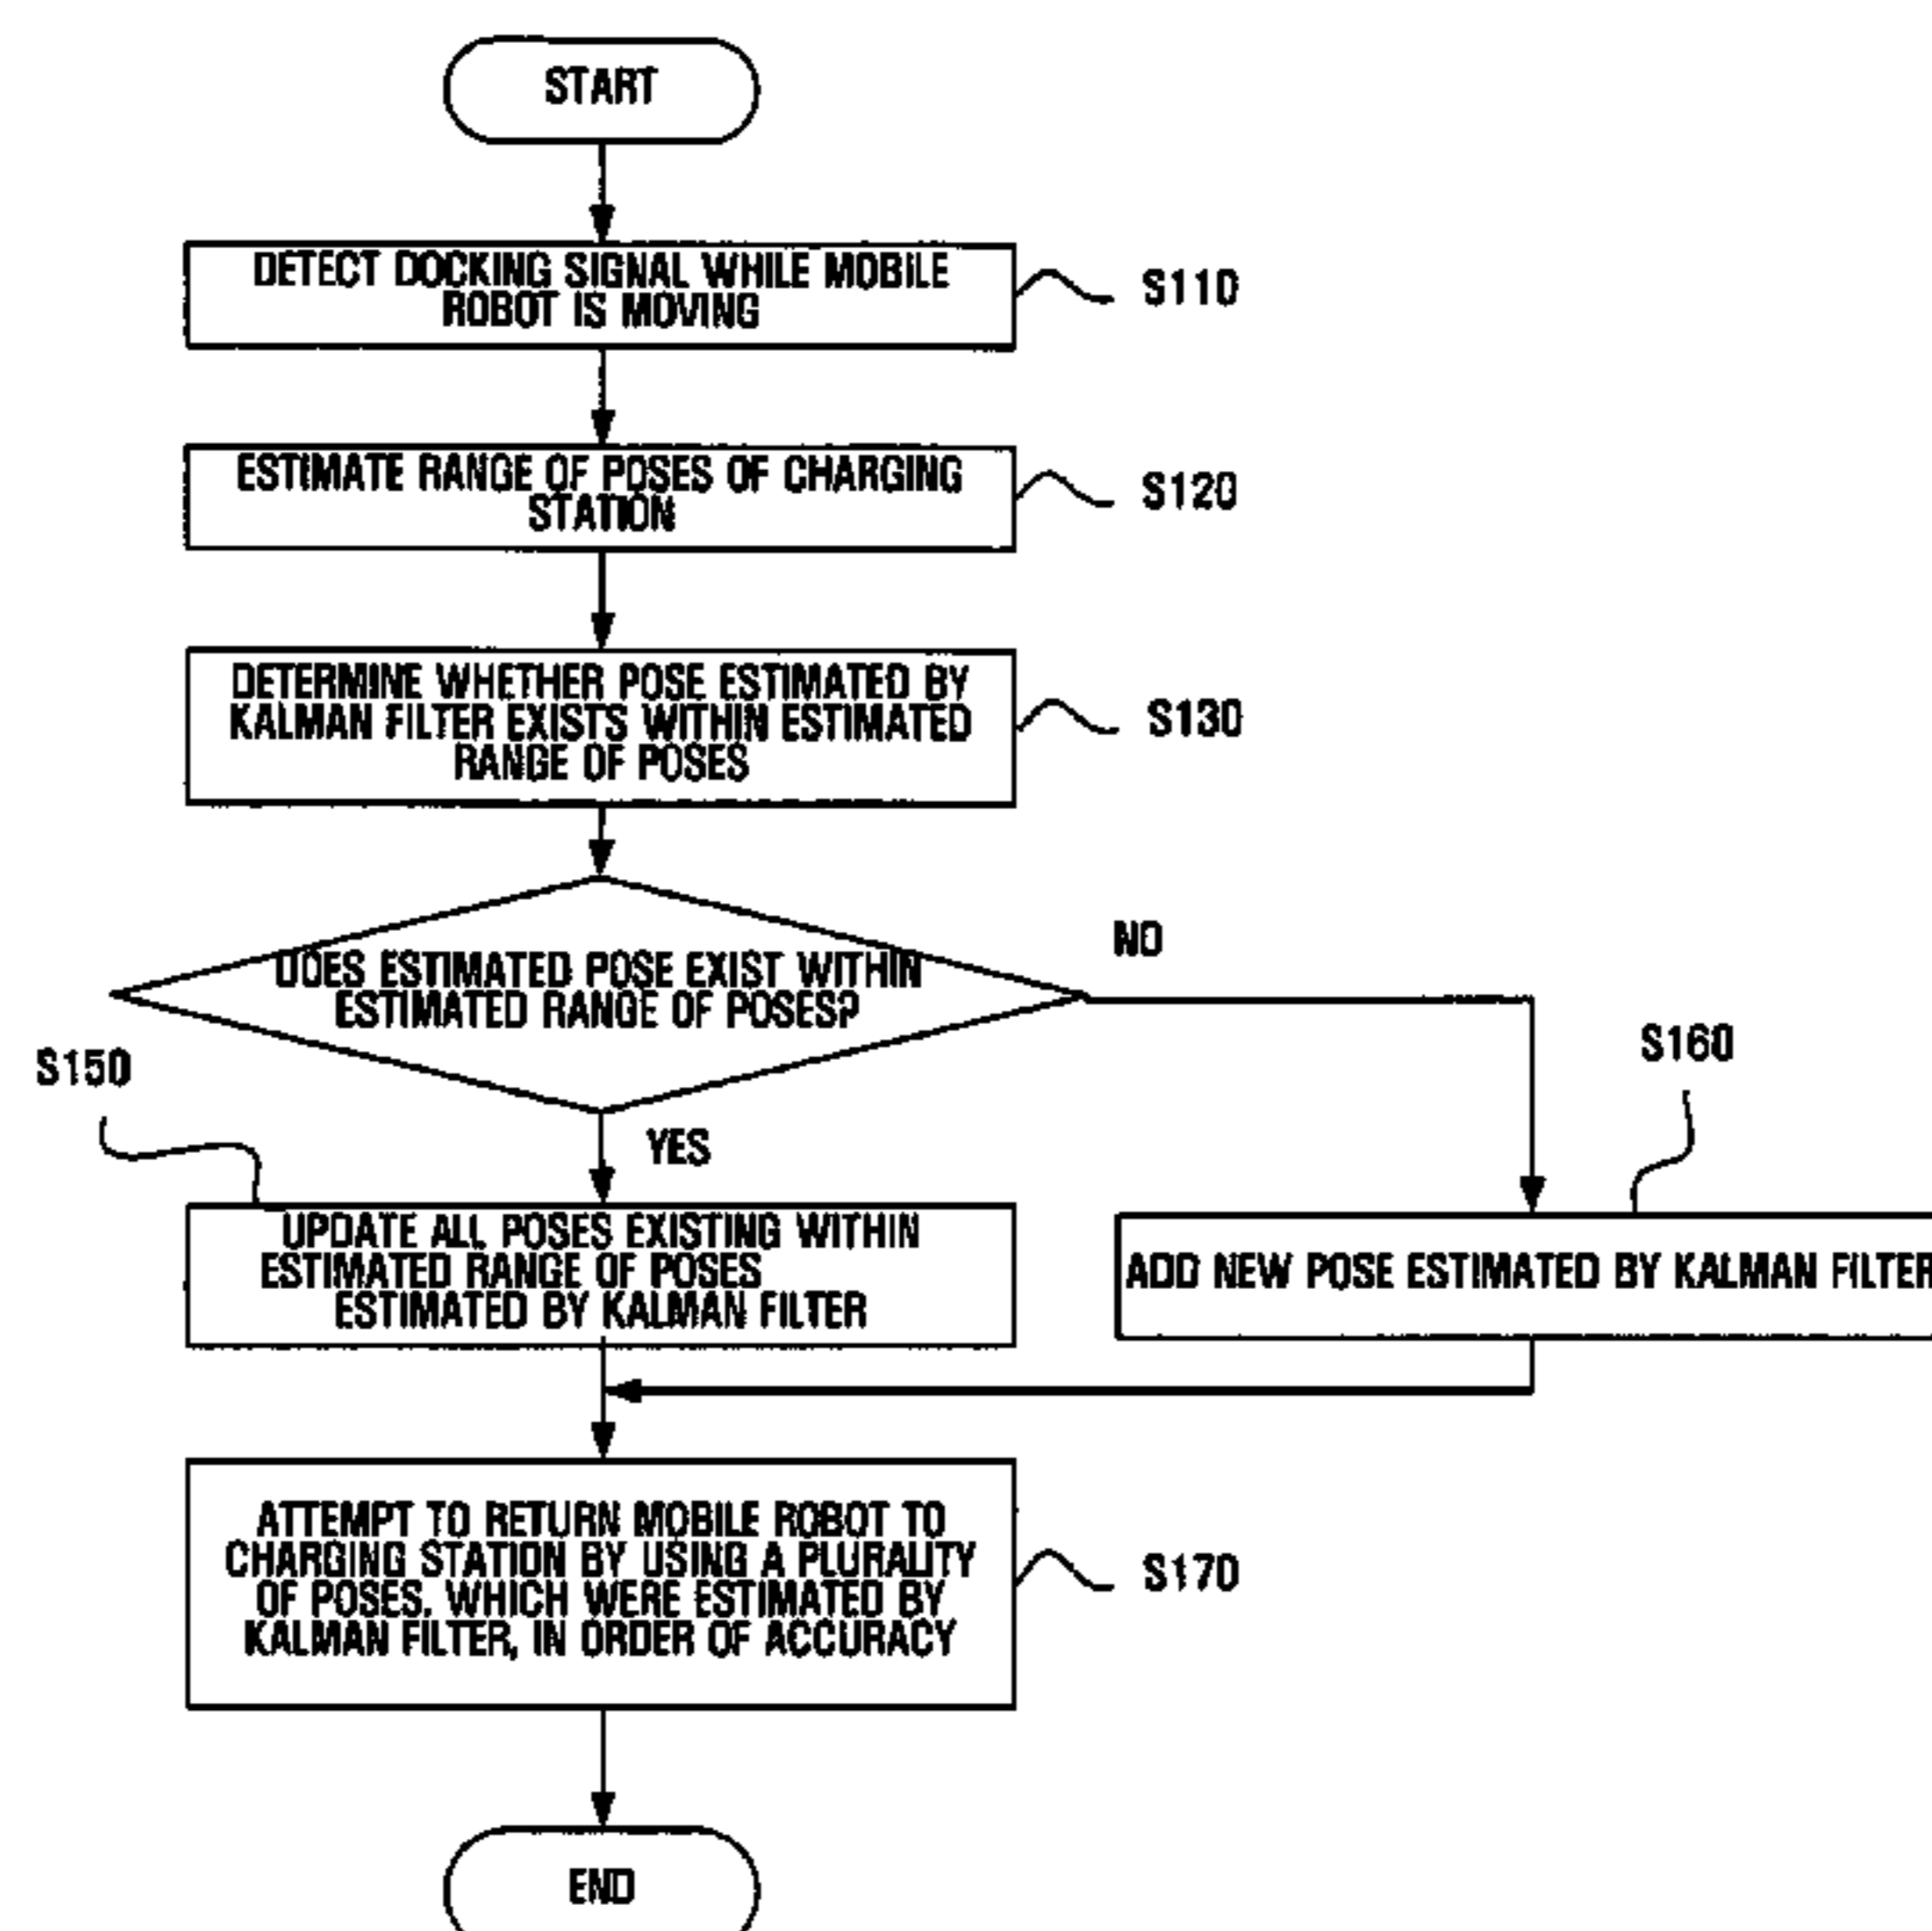 START
DETECT DOCKING SIGNAL WHILE MOBILE
ROBOT IS MOVING
S110
ESTIMATE RANGE OF POSES OF CHARGING
STATION
S120
DETERMINE WHETHER POSE ESTIMATED BY
KALMAN FILTER EXISTS WITHIN ESTIMATED
RANGE OF POSES
S130
DOES ESTIMATED POSE EXIST WITHIN
ESTIMATED RANGE OF POSES?
NO
YES
S150
UPDATE ALL POSES EXISTING WITHIN
ESTIMATED RANGE OF POSES
ESTIMATED BY KALMAN FILTER
S160
ADD NEW POSE ESTIMATED BY KALMAN FILTER
ATTEMPT TO RETURN MOBILE ROBOT TO
CHARGING STATION BY USING A PLURALITY
OF POSES, WHICH WERE ESTIMATED BY
KALMAN FILTER, IN ORDER OF ACCURACY
S170
END